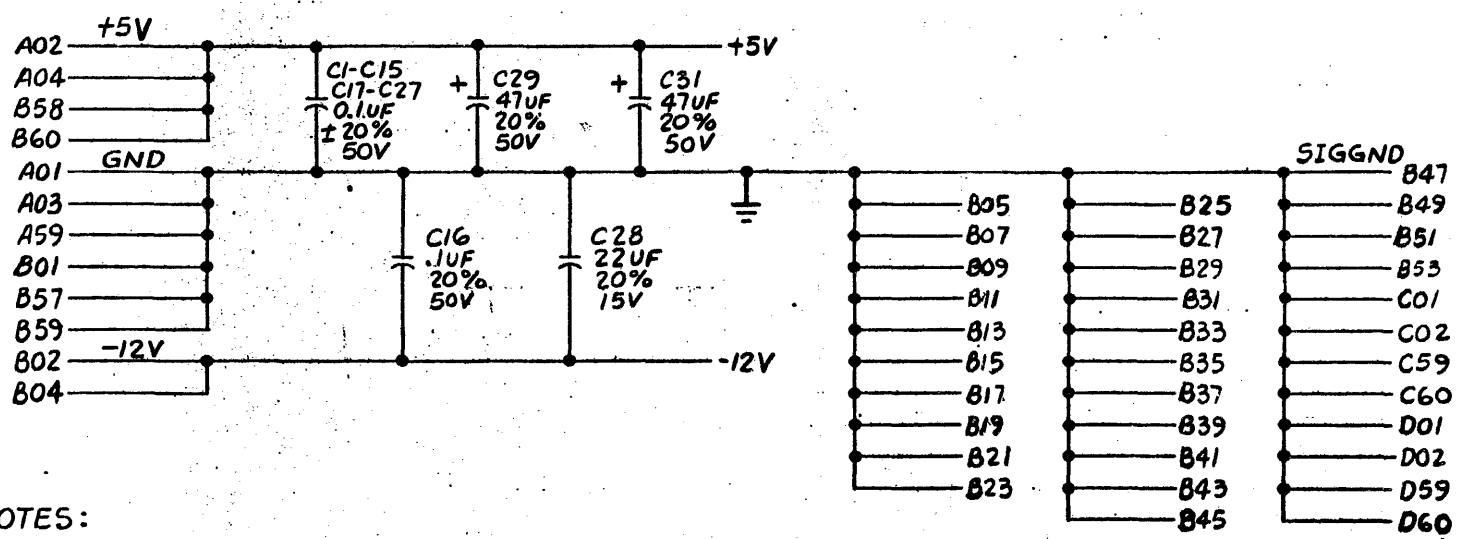 A02
+5V
+5V
A04
B58
B60
C1-C15
C17-C27
0.1uF
±20%
50V
+
C29
47uF
20%
50V
+
C31
47uF
20%
50V
A01
GND
A03
A59
B01
B57
B59
C16
.1uF
20%
50V
C28
22uF
20%
15V
B02
-12V
-12V
B04
B05
B07
B09
B11
B13
B15
B17
B19
B21
B23
B25
B27
B29
B31
B33
B35
B37
B39
B41
B43
B45
SIGGND
B47
B49
B51
B53
C01
C02
C59
C60
D01
D02
D59
D60
OTES: